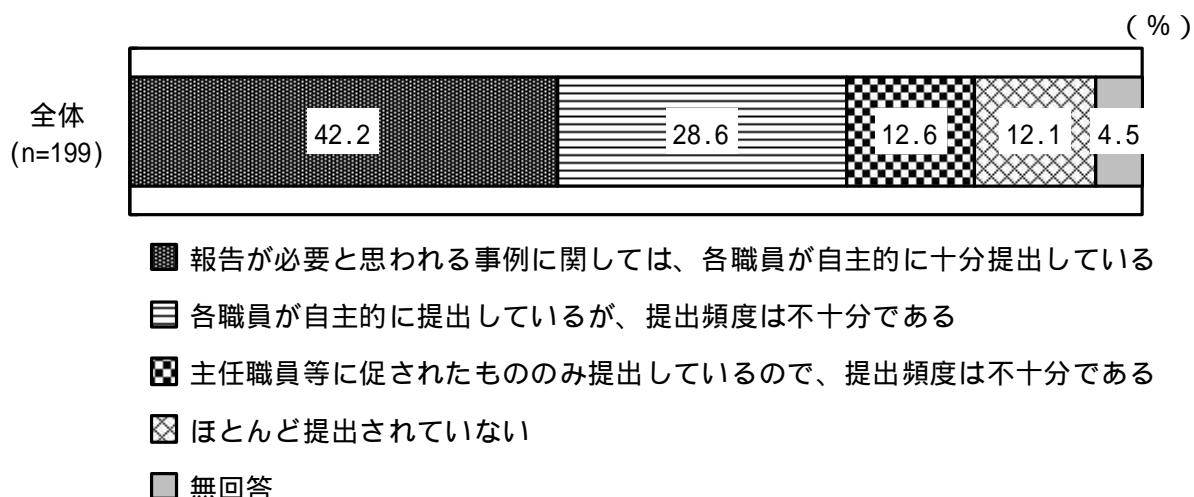 (%)
全体
(n=199)
42.2 28.6 12.6 12.1 4.5
報告が必要と思われる事例に関しては、各職員が自主的に十分提出している
各職員が自主的に提出しているが、提出頻度は不十分である
主任職員等に促されたもののみ提出しているので、提出頻度は不十分である
ほとんど提出されていない
無回答